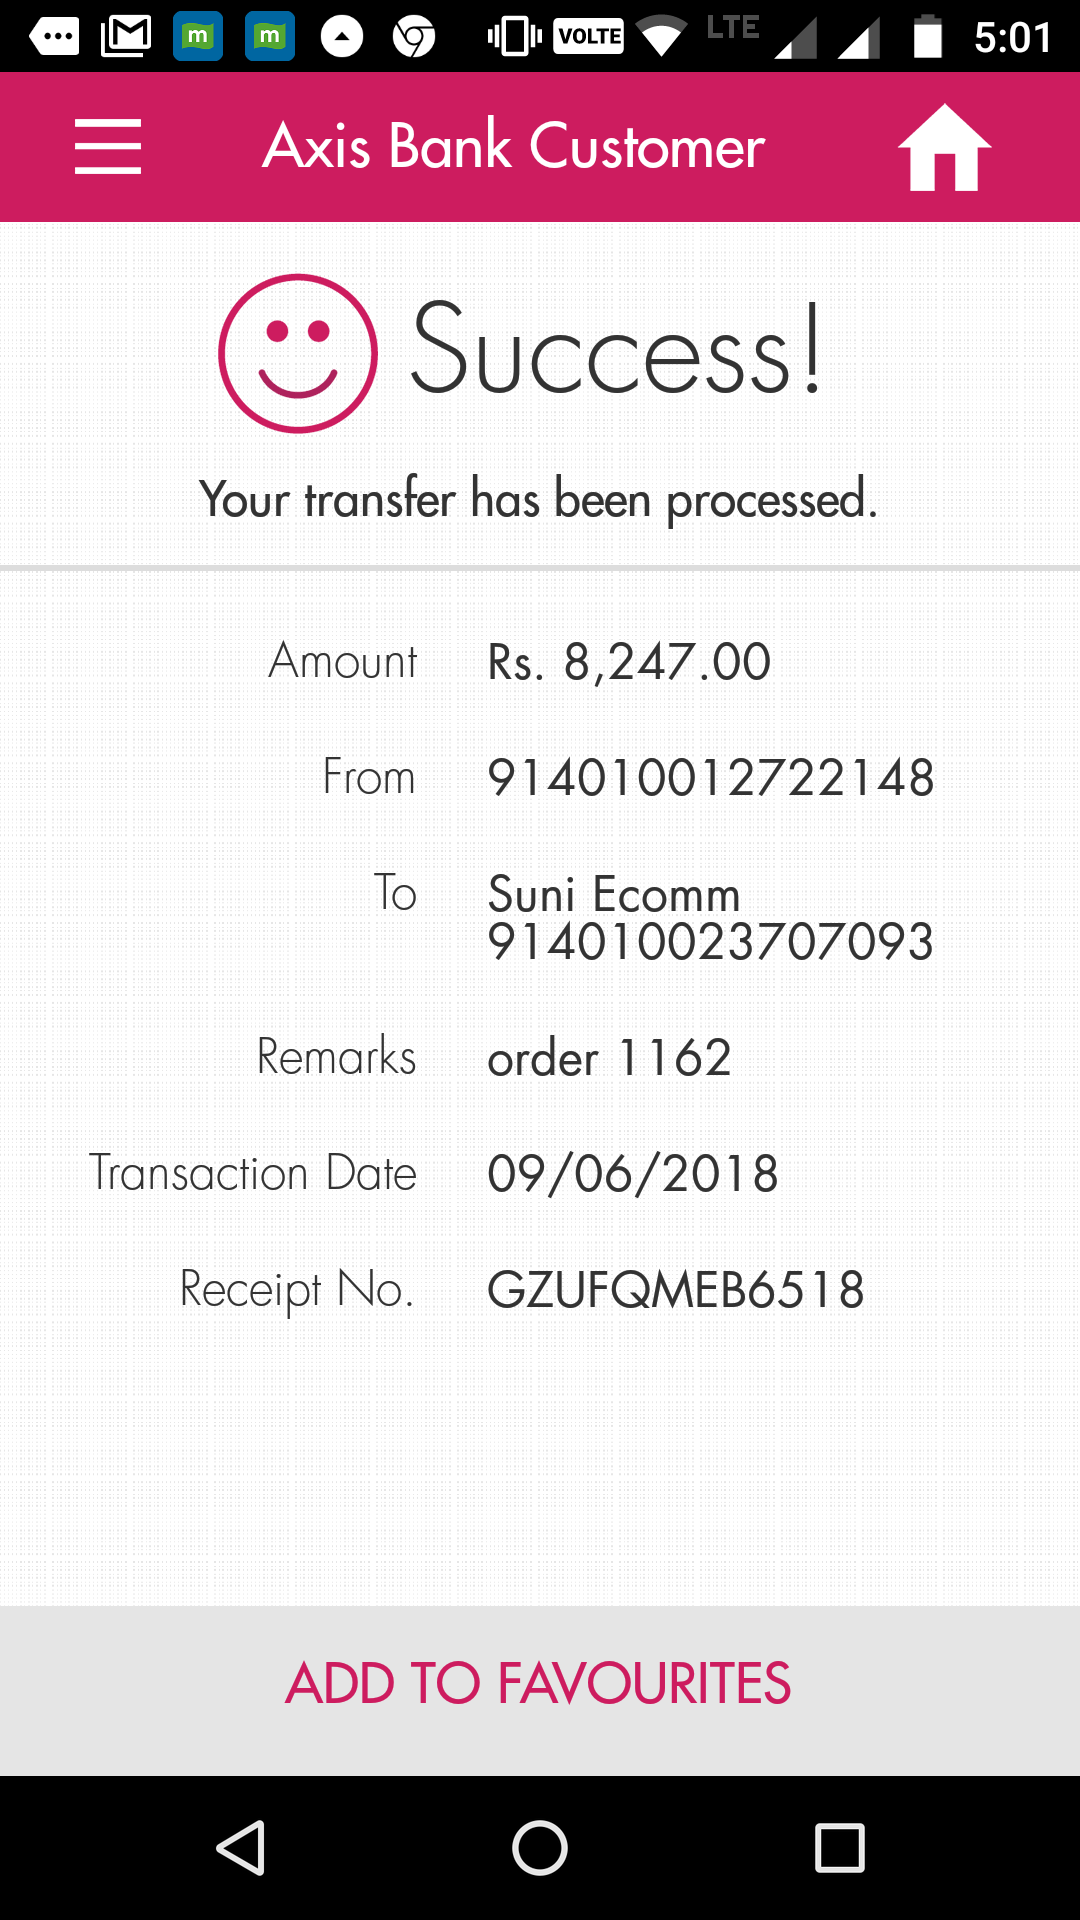 VOLTE LTE 5:01
Axis Bank Customer
Success!
Your transfer has been processed.
Amount Rs. 8,247.00
From 914010012722148
To Suni Ecomm
914010023707093
Remarks order 1162
Transaction Date 09/06/2018
Receipt No. GZUFQMEB6518
ADD TO FAVOURITES